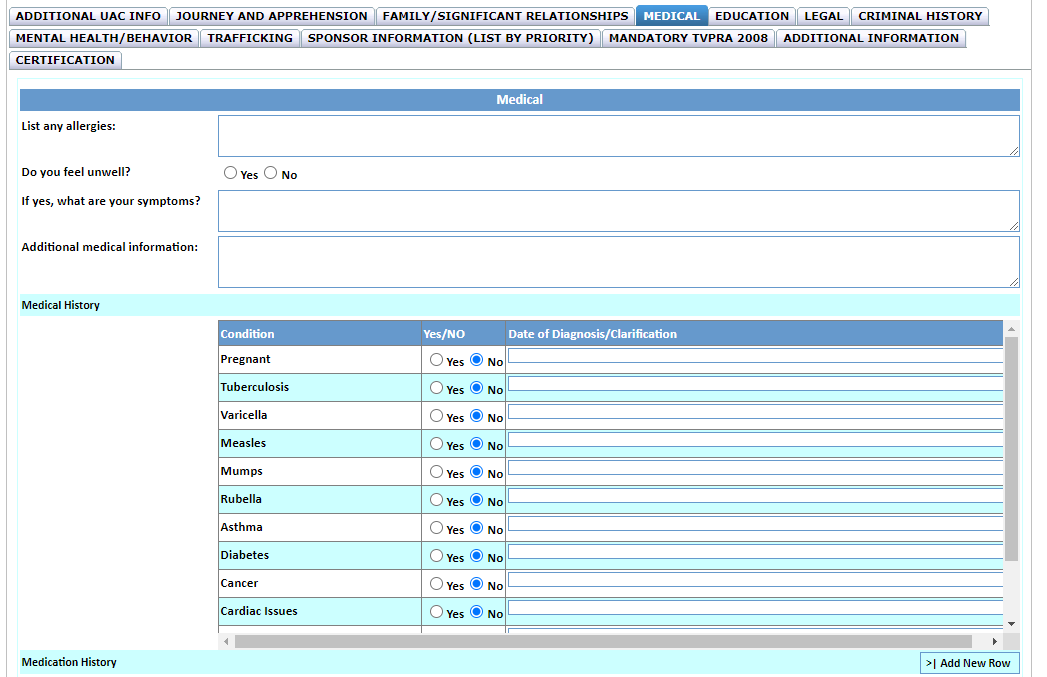 ADDITIONAL UAC INFO JOURNEY AND APPREHENSION FAMILY/SIGNIFICANT RELATIONSHIPS MEDICAL EDUCATION LEGAL CRIMINAL HISTORY
MENTAL HEALTH/BEHAVIOR TRAFFICKING SPONSOR INFORMATION (LIST BY PRIORITY) MANDATORY TVPRA 2008 ADDITIONAL INFORMATION
CERTIFICATION
Medical
List any allergies:
Do you feel unwell? Yes No
If yes, what are your symptoms?
Additional medical information:
Medical History
Condition Yes/NO Date of Diagnosis/Clarification
Pregnant Yes No
Tuberculosis Yes No
Varicella Yes No
Measles Yes No
Mumps Yes No
Rubella Yes No
Asthma Yes No
Diabetes Yes No
Cancer Yes No
Cardiac Issues Yes No
Medication History >| Add New Row